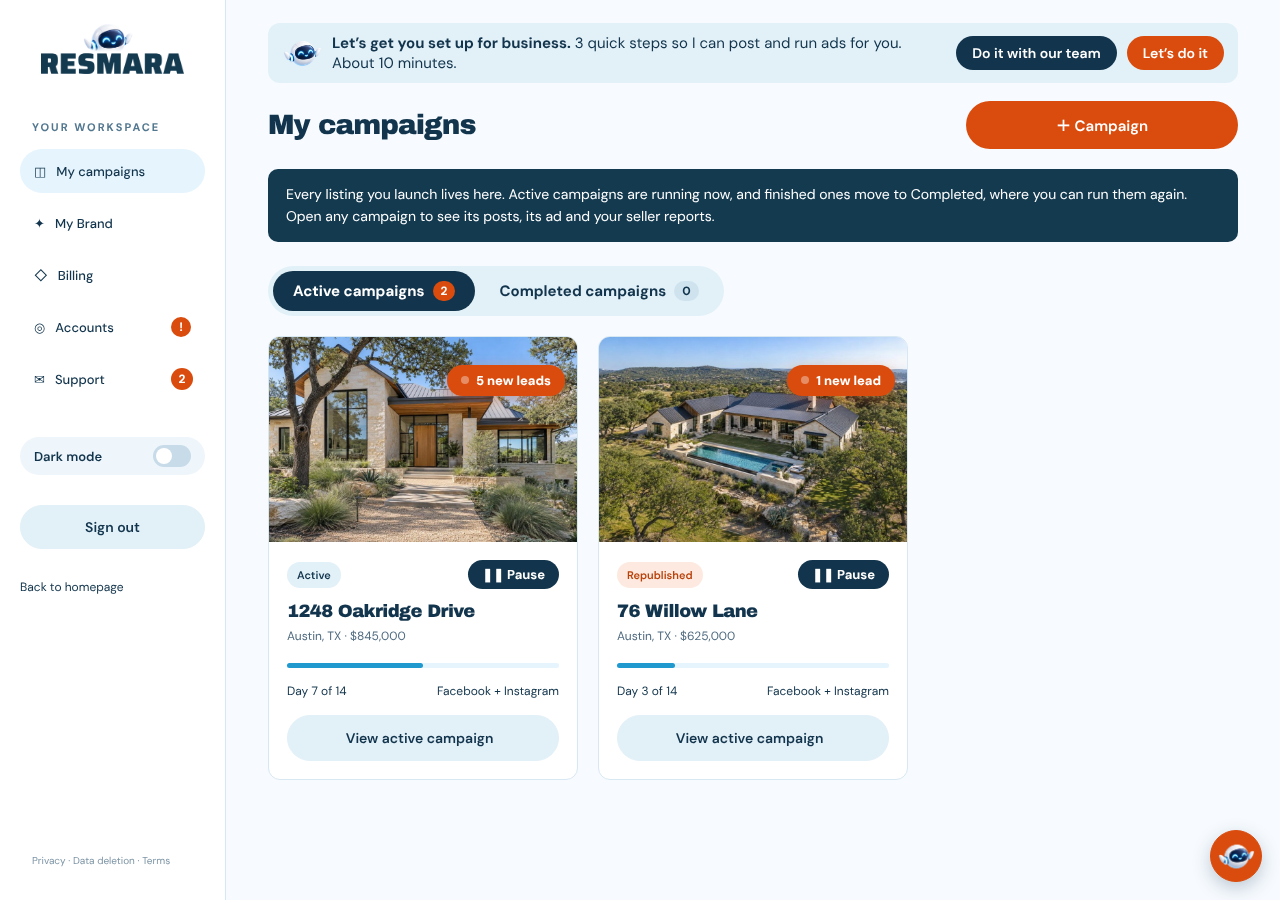 RESMARA
YOUR WORKSPACE
My campaigns
My Brand
Billing
Accounts !
Support 2
Dark mode
Sign out
Back to homepage
Privacy · Data deletion · Terms
Let’s get you set up for business. 3 quick steps so I can post and run ads for you.
About 10 minutes.
Do it with our team
Let’s do it
My campaigns
+ Campaign
Every listing you launch lives here. Active campaigns are running now, and finished ones move to Completed, where you can run them again.
Open any campaign to see its posts, its ad and your seller reports.
Active campaigns 2
Completed campaigns 0
5 new leads
Active
Pause
1248 Oakridge Drive
Austin, TX · $845,000
Day 7 of 14
Facebook + Instagram
View active campaign
1 new lead
Republished
Pause
76 Willow Lane
Austin, TX · $625,000
Day 3 of 14
Facebook + Instagram
View active campaign